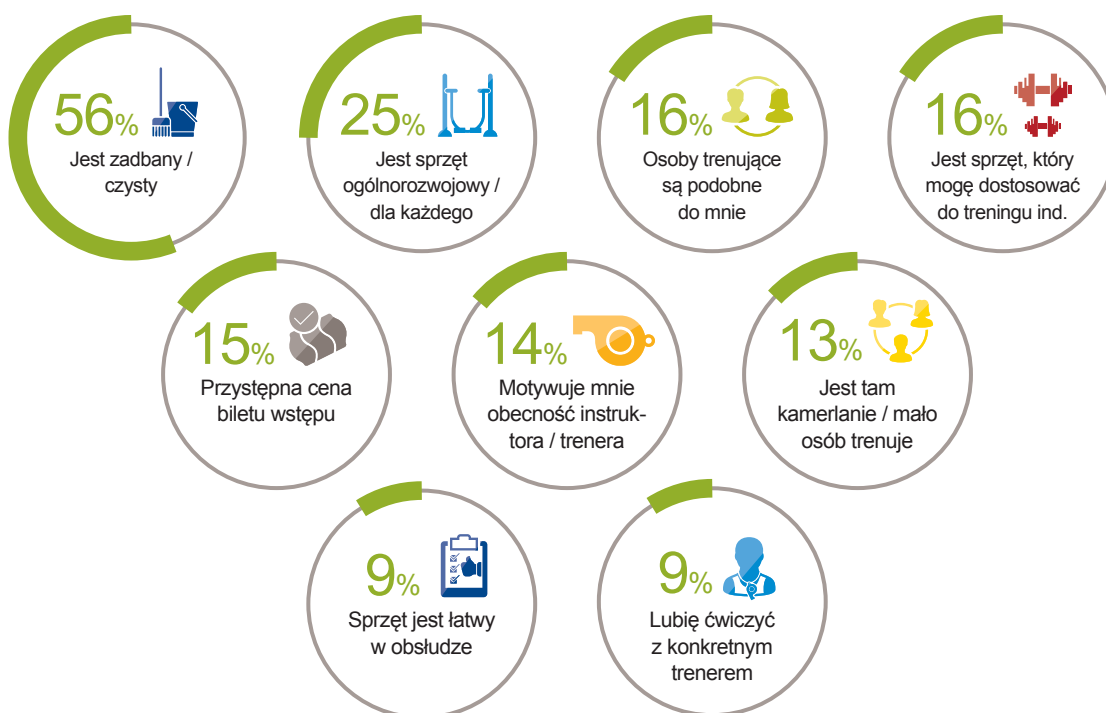 56%
Jest zadbany /
czysty
25%
Jest sprzęt
ogólnorozwojowy /
dla każdego
16%
Osoby trenujące
są podobne
do mnie
16%
Jest sprzęt, który
mogę dostosować
do treningu ind.
15%
Przystępna cena
biletu wstępu
14%
Motywuje mnie
obecność instruk-
tora / trenera
13%
Jest tam
kamerlanie / mało
osób trenuje
9%
Sprzęt jest łatwy
w obsłudze
9%
Lubię ćwiczyć
z konkretnym
trenerem